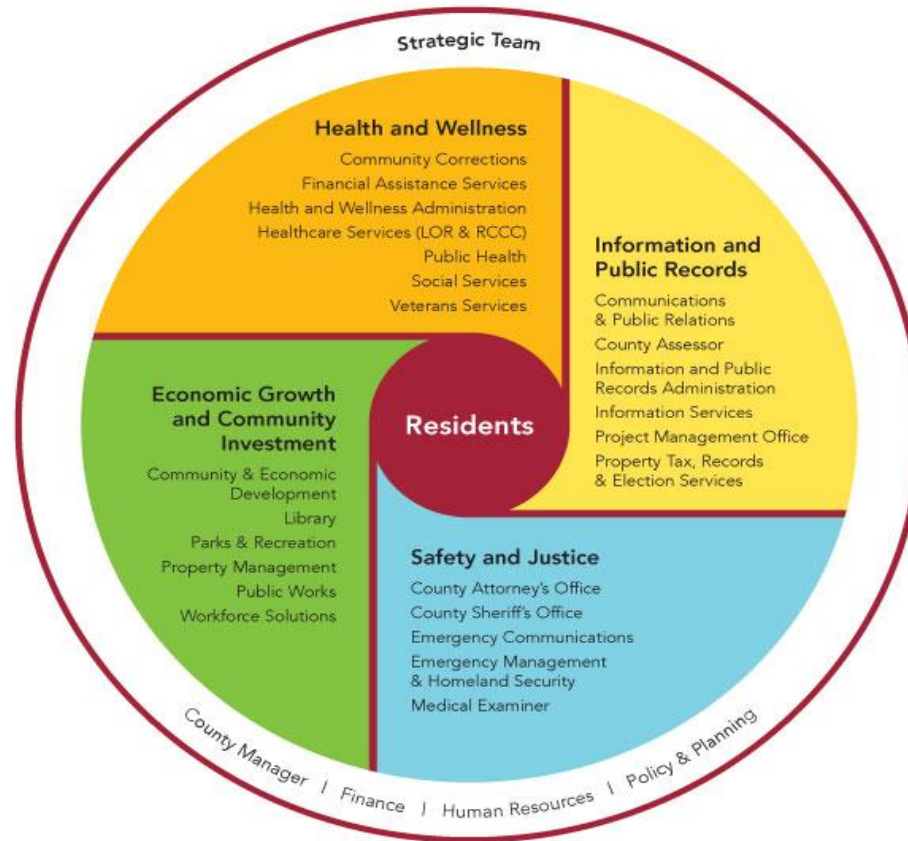 Strategic Team
Health and Wellness
Community Corrections
Financial Assistance Services
Health and Wellness Administration
Healthcare Services (LOR & RCCC)
Public Health
Social Services
Veterans Services
Information and
Public Records
Communications
& Public Relations
County Assessor
Information and Public
Records Administration
Information Services
Project Management Office
Property Tax, Records
& Election Services
Residents
Economic Growth
and Community
Investment
Community & Economic
Development
Library
Parks & Recreation
Property Management
Public Works
Workforce Solutions
Safety and Justice
County Attorney's Office
County Sheriff's Office
Emergency Communications
Emergency Management
& Homeland Security
Medical Examiner
County Manager | Finance | Human Resources | Policy & Planning